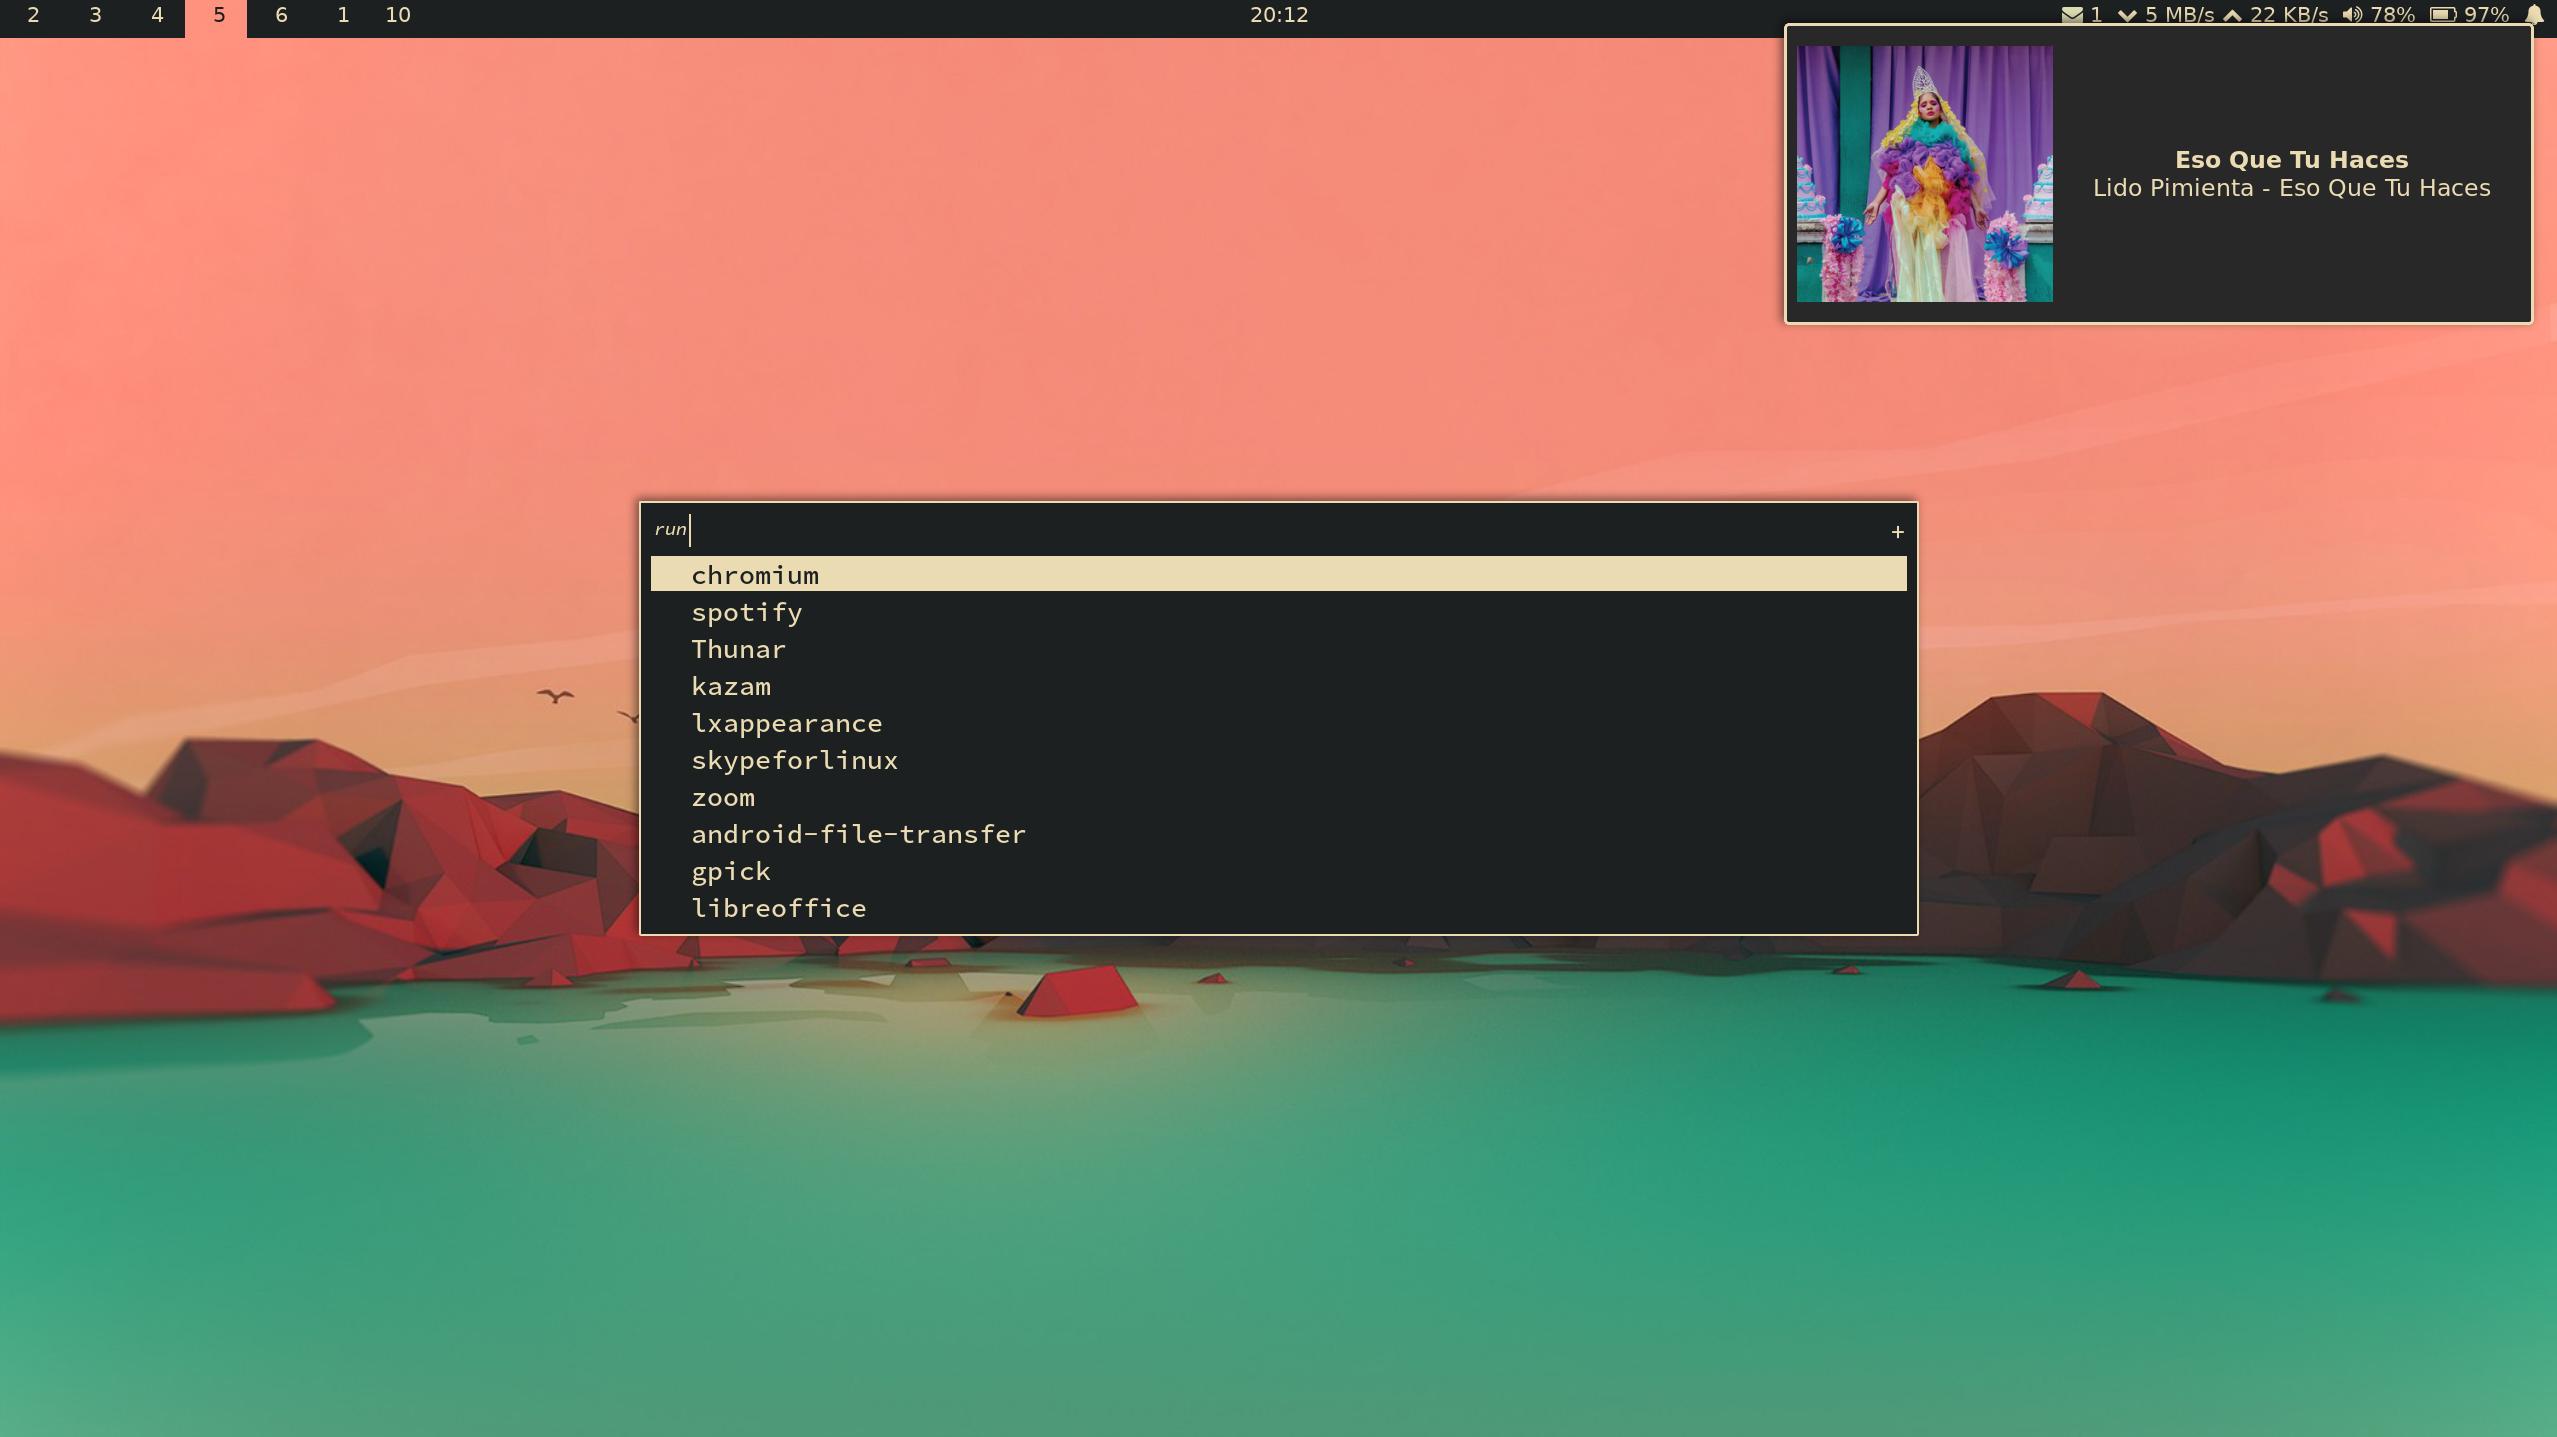 2 3 4 5 6 1 10 20:12 1 5 MB/s 22 KB/s 78% 97%
Eso Que Tu Haces
Lido Pimienta - Eso Que Tu Haces
run +
chromium
spotify
Thunar
kazam
lxappearance
skypeforlinux
zoom
android-file-transfer
gpick
libreoffice